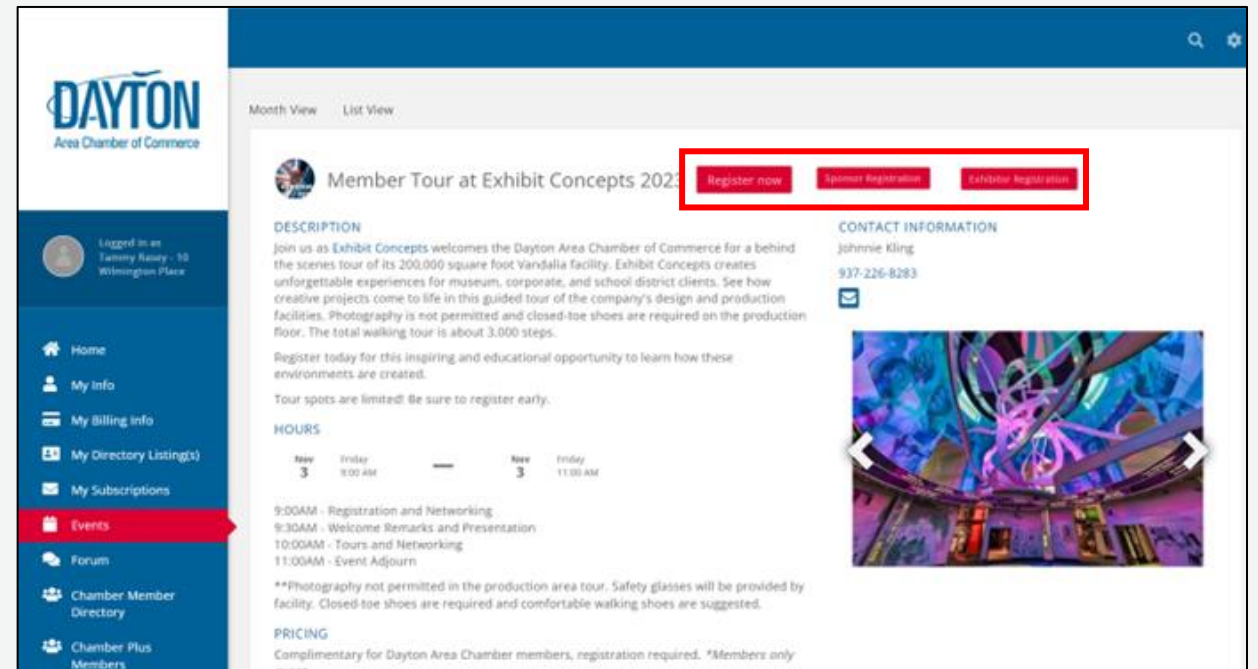 DAYTON
Area Chamber of Commerce
Logged in as
Tammy - 10
Wilmington Place
Home
My Info
My Billing Info
My Directory Listing(s)
My Subscriptions
Events
Forum
Chamber Member
Directory
Chamber Plus
Members
Month View List View
Member Tour at Exhibit Concepts 2023
Register now
Sponsor Registration
Exhibitor Registration
DESCRIPTION
Join us as Exhibit Concepts welcomes the Dayton Area Chamber of Commerce for a behind
the scenes tour of its 200,000 square foot Vandalia facility. Exhibit Concepts creates
unforgettable experiences for museum, corporate, and school district clients. See how
creative projects come to life in this guided tour of the company's design and production
facilities. Photography is not permitted and closed-toe shoes are required on the production
floor. The total walking tour is about 3,000 steps.
Register today for this inspiring and educational opportunity to learn how these
environments are created.
Tour spots are limited! Be sure to register early.
HOURS
Nov Friday — Nov Friday
3 9:00 AM 3 11:00 AM
9:00AM - Registration and Networking
9:30AM - Welcome Remarks and Presentation
10:00AM - Tours and Networking
11:00AM - Event Adjourn
**Photography not permitted in the production area tour. Safety glasses will be provided by
facility. Closed-toe shoes are required and comfortable walking shoes are suggested.
PRICING
Complimentary for Dayton Area Chamber members, registration required. *Members only
CONTACT INFORMATION
Johnnie Kling
937-226-8283